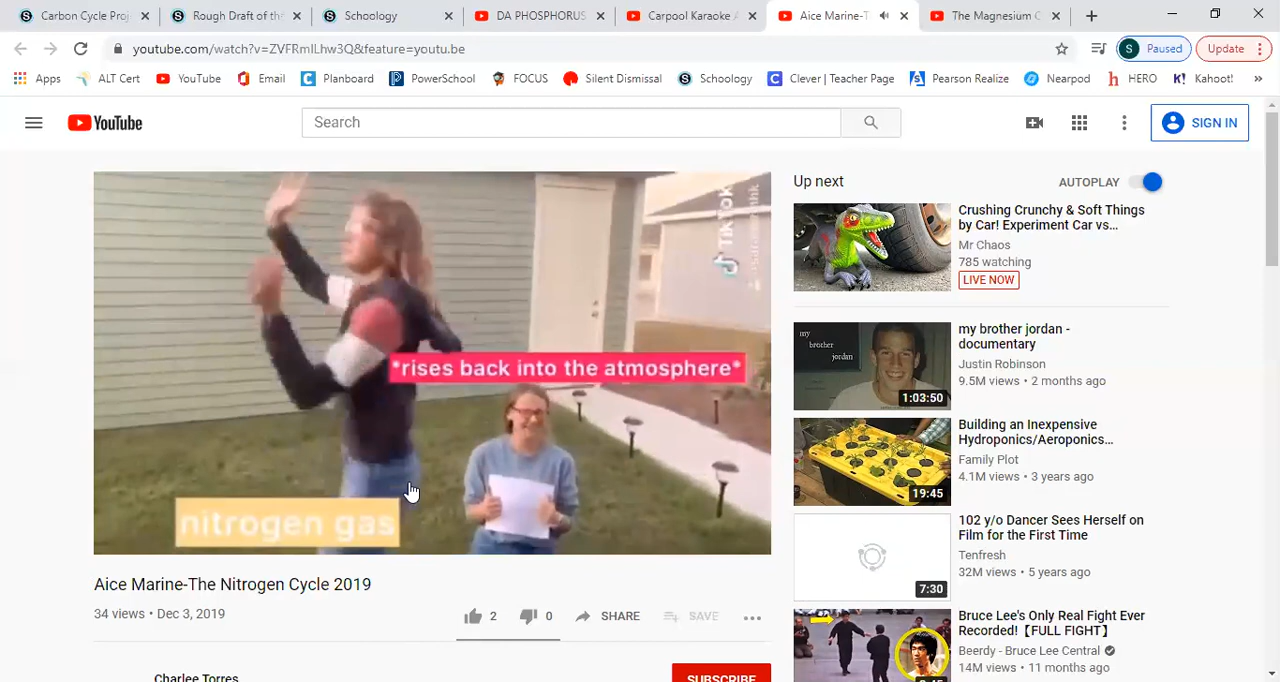 Carbon Cycle Proj
Rough Draft of the
Schoology
DA PHOSPHORUS
Carpool Karaoke
Aice Marine-T
The Magnesium C
youtube.com/watch?v=ZVFRmlLhw3Q&feature=youtu.be
S Paused
Update
Apps
ALT Cert
YouTube
Email
Planboard
PowerSchool
FOCUS
Silent Dismissal
Schoology
Clever | Teacher Page
Pearson Realize
Nearpod
HERO
K! Kahoot!
YouTube
Search
SIGN IN
TikTok
*rises back into the atmosphere*
nitrogen gas
Aice Marine-The Nitrogen Cycle 2019
34 views • Dec 3, 2019
2
0
SHARE
SAVE
Charlee Torres
SUBSCRIBE
Up next
AUTOPLAY
Crushing Crunchy & Soft Things
by Car! Experiment Car vs...
Mr Chaos
785 watching
LIVE NOW
my
brother
jordan
1:03:50
my brother jordan -
documentary
Justin Robinson
9.5M views • 2 months ago
19:45
Building an Inexpensive
Hydroponics/Aeroponics...
Family Plot
4.1M views • 3 years ago
7:30
102 y/o Dancer Sees Herself on
Film for the First Time
Tenfresh
32M views • 5 years ago
Bruce Lee's Only Real Fight Ever
Recorded!【FULL FIGHT】
Beerdy - Bruce Lee Central
14M views • 11 months ago